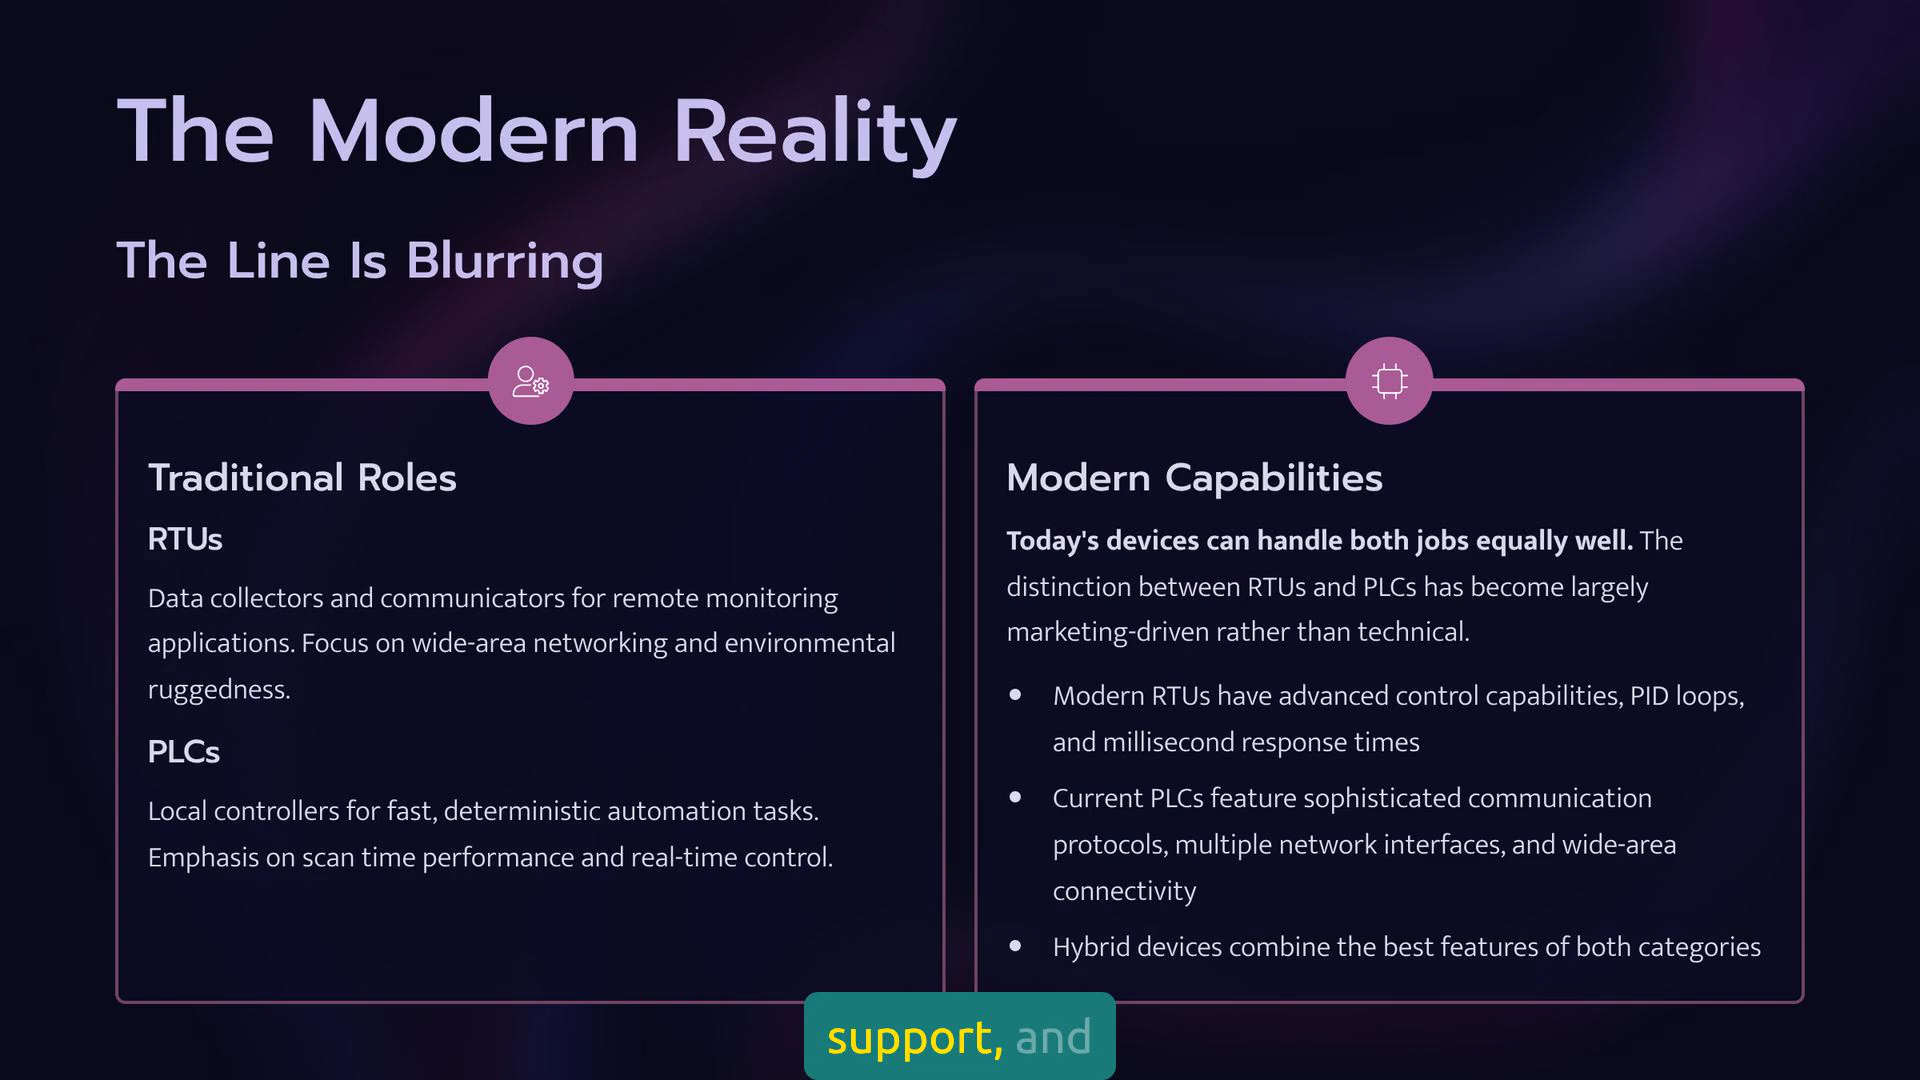 The Modern Reality
The Line Is Blurring
Traditional Roles
RTUs
Data collectors and communicators for remote monitoring
applications. Focus on wide-area networking and environmental
ruggedness.
PLCs
Local controllers for fast, deterministic automation tasks.
Emphasis on scan time performance and real-time control.
Modern Capabilities
Today's devices can handle both jobs equally well. The
distinction between RTUs and PLCs has become largely
marketing-driven rather than technical.
• Modern RTUs have advanced control capabilities, PID loops,
and millisecond response times
• Current PLCs feature sophisticated communication
protocols, multiple network interfaces, and wide-area
connectivity
• Hybrid devices combine the best features of both categories
support, and